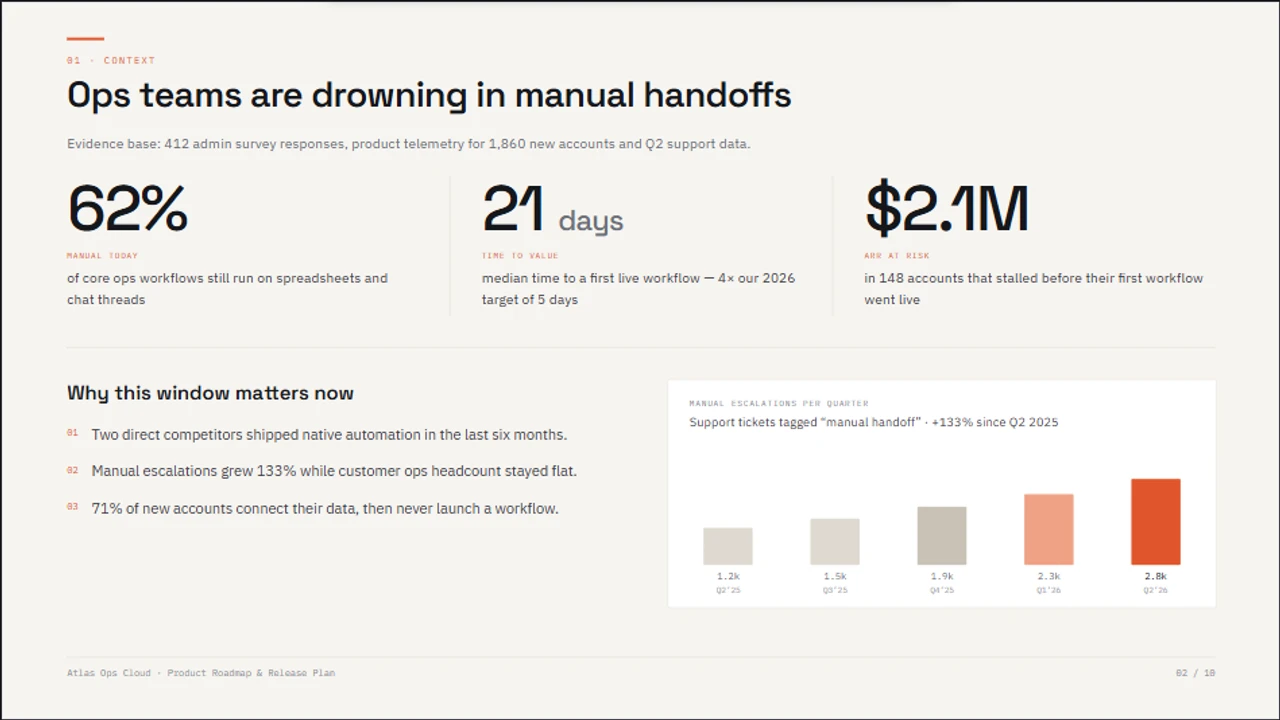 01 · CONTEXT
Ops teams are drowning in manual handoffs
Evidence base: 412 admin survey responses, product telemetry for 1,860 new accounts and Q2 support data.
62%
MANUAL TODAY
of core ops workflows still run on spreadsheets and
chat threads
21 days
TIME TO VALUE
median time to a first live workflow — 4× our 2026
target of 5 days
$2.1M
ARR AT RISK
in 148 accounts that stalled before their first workflow
went live
Why this window matters now
01 Two direct competitors shipped native automation in the last six months.
02 Manual escalations grew 133% while customer ops headcount stayed flat.
03 71% of new accounts connect their data, then never launch a workflow.
MANUAL ESCALATIONS PER QUARTER
Support tickets tagged “manual handoff” · +133% since Q2 2025
1.2k 1.5k 1.9k 2.3k 2.8k
Q2'25 Q3'25 Q4'25 Q1'26 Q2'26
Atlas Ops Cloud · Product Roadmap & Release Plan
02 / 10